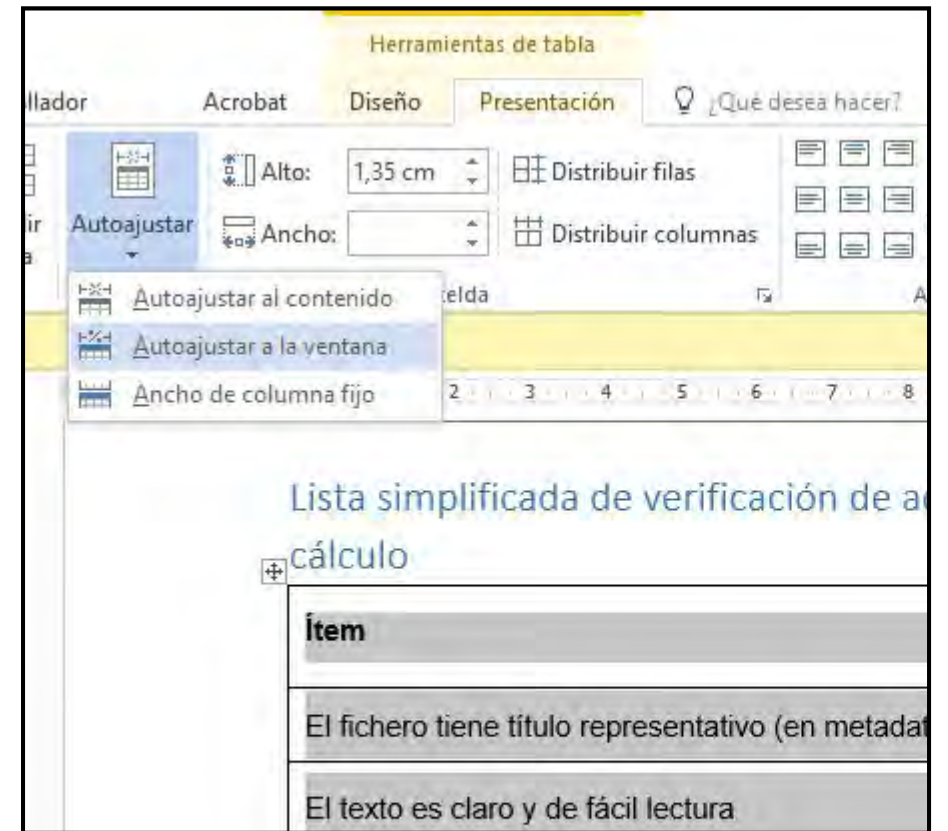 Herramientas de tabla
llador Acrobat Diseño Presentación ¿Qué desea hacer?
Alto: 1,35 cm Distribuir filas
ir Autoajustar Ancho: Distribuir columnas
a
Autoajustar al contenido elda A
Autoajustar a la ventana
Ancho de columna fijo 2 3 4 5 6 7 8
Lista simplificada de verificación de ac
cálculo
Ítem
El fichero tiene título representativo (en metadat
El texto es claro y de fácil lectura